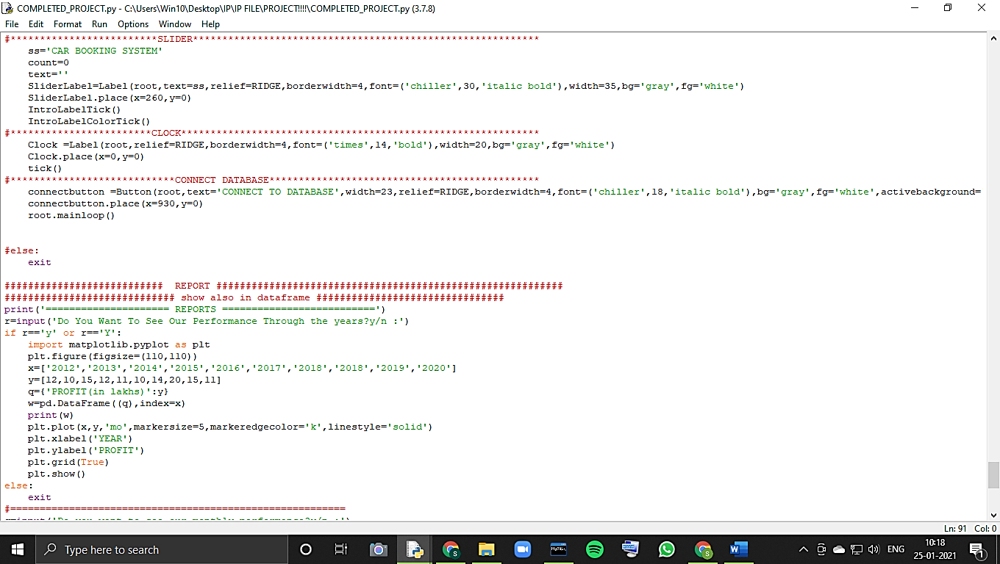 COMPLETED_PROJECT.py - C:\Users\Win10\Desktop\IP\IP FILE\PROJECT!!!!\COMPLETED_PROJECT.py (3.7.8)
File Edit Format Run Options Window Help
#*************************SLIDER***********************************************************
    ss='CAR BOOKING SYSTEM'
    count=0
    text=''
    SliderLabel=Label(root,text=ss,relief=RIDGE,borderwidth=4,font=('chiller',30,'italic bold'),width=35,bg='gray',fg='white')
    SliderLabel.place(x=260,y=0)
    IntroLabelTick()
    IntroLabelColorTick()
#************************CLOCK*************************************************************
    Clock =Label(root,relief=RIDGE,borderwidth=4,font=('times',14,'bold'),width=20,bg='gray',fg='white')
    Clock.place(x=0,y=0)
    tick()
#****************************CONNECT DATABASE**********************************************
    connectbutton =Button(root,text='CONNECT TO DATABASE',width=23,relief=RIDGE,borderwidth=4,font=('chiller',18,'italic bold'),bg='gray',fg='white',activebackground=
    connectbutton.place(x=930,y=0)
    root.mainloop()
#else:
    exit
########################### REPORT ###########################################################
############################# show also in dataframe ################################
print('===================== REPORTS ==========================')
r=input('Do You Want To See Our Performance Through the years?y/n :')
if r=='y' or r=='Y':
    import matplotlib.pyplot as plt
    plt.figure(figsize=(110,110))
    x=['2012','2013','2014','2015','2016','2017','2018','2018','2019','2020']
    y=[12,10,15,12,11,10,14,20,15,11]
    q={'PROFIT(in lakhs)':y}
    w=pd.DataFrame((q),index=x)
    print(w)
    plt.plot(x,y,'mo',markersize=5,markeredgecolor='k',linestyle='solid')
    plt.xlabel('YEAR')
    plt.ylabel('PROFIT')
    plt.grid(True)
    plt.show()
else:
    exit
#=========================================================
Ln: 91 Col: 0
Type here to search
MySQL
W
ENG
10:18
25-01-2021
1